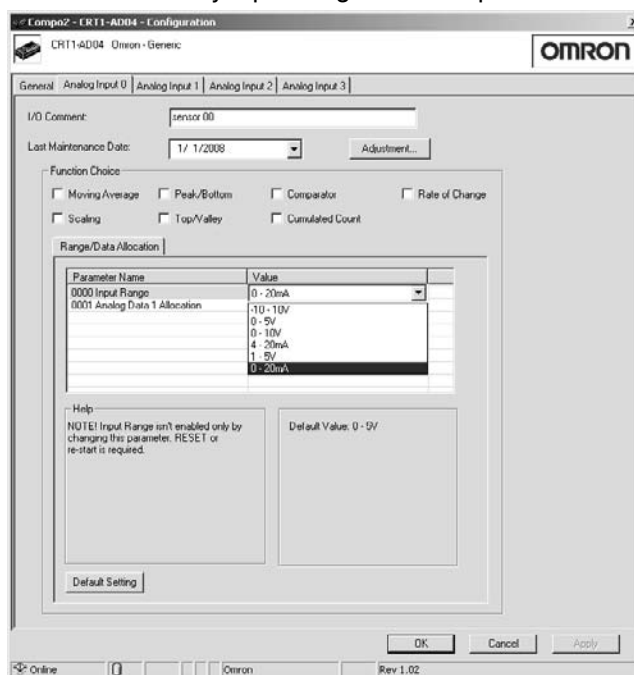 Compo2 - CRT1-AD04 - Configuration
CRT1-AD04 Omron - Generic
OMRON
General Analog Input 0 Analog Input 1 Analog Input 2 Analog Input 3
I/O Comment: sensor 00
Last Maintenance Date: 1/ 1/2008 Adjustment...
Function Choice
Moving Average Peak/Bottom Comparator Rate of Change
Scaling Top/Valley Cumulated Count
Range/Data Allocation
Parameter Name Value
0000 Input Range 0 - 20mA
0001 Analog Data 1 Allocation
-10 - 10V
0 - 5V
0 - 10V
4 - 20mA
1 - 5V
0 - 20mA
Help
NOTE! Input Range isn't enabled only by
changing this parameter. RESET or
re-start is required.
Default Value: 0 - 5V
Default Setting
OK Cancel Apply
Online Omron Rev 1.02